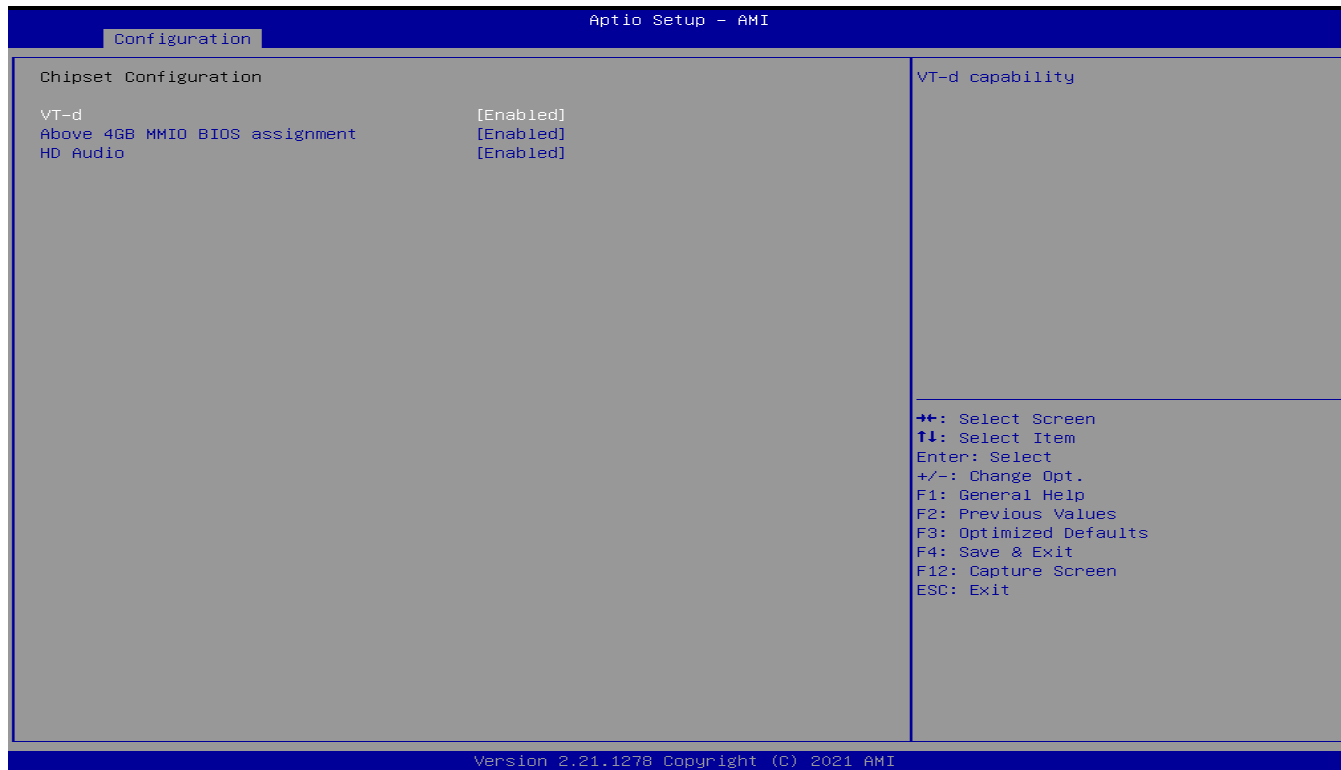 Aptio Setup – AMI
Configuration
Chipset Configuration
VT-d [Enabled]
Above 4GB MMIO BIOS assignment [Enabled]
HD Audio [Enabled]
VT-d capability
→←: Select Screen
↑↓: Select Item
Enter: Select
+/-: Change Opt.
F1: General Help
F2: Previous Values
F3: Optimized Defaults
F4: Save & Exit
F12: Capture Screen
ESC: Exit
Version 2.21.1278 Copyright (C) 2021 AMI